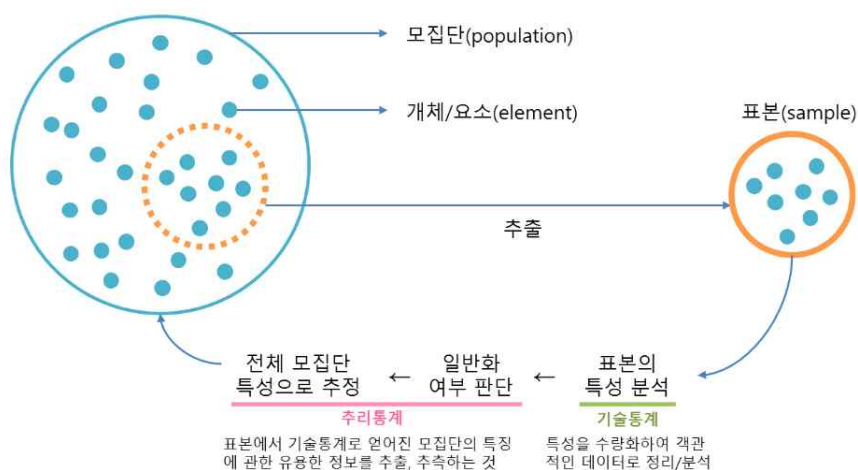 모집단(population)
개체/요소(element)
표본(sample)
추출
전체 모집단
특성으로 추정
←
일반화
여부 판단
←
표본의
특성 분석
추리통계
기술통계
표본에서 기술통계로 얻어진 모집단의 특징
에 관한 유용한 정보를 추출, 추측하는 것
특성을 수량화하여 객관
적인 데이터로 정리/분석